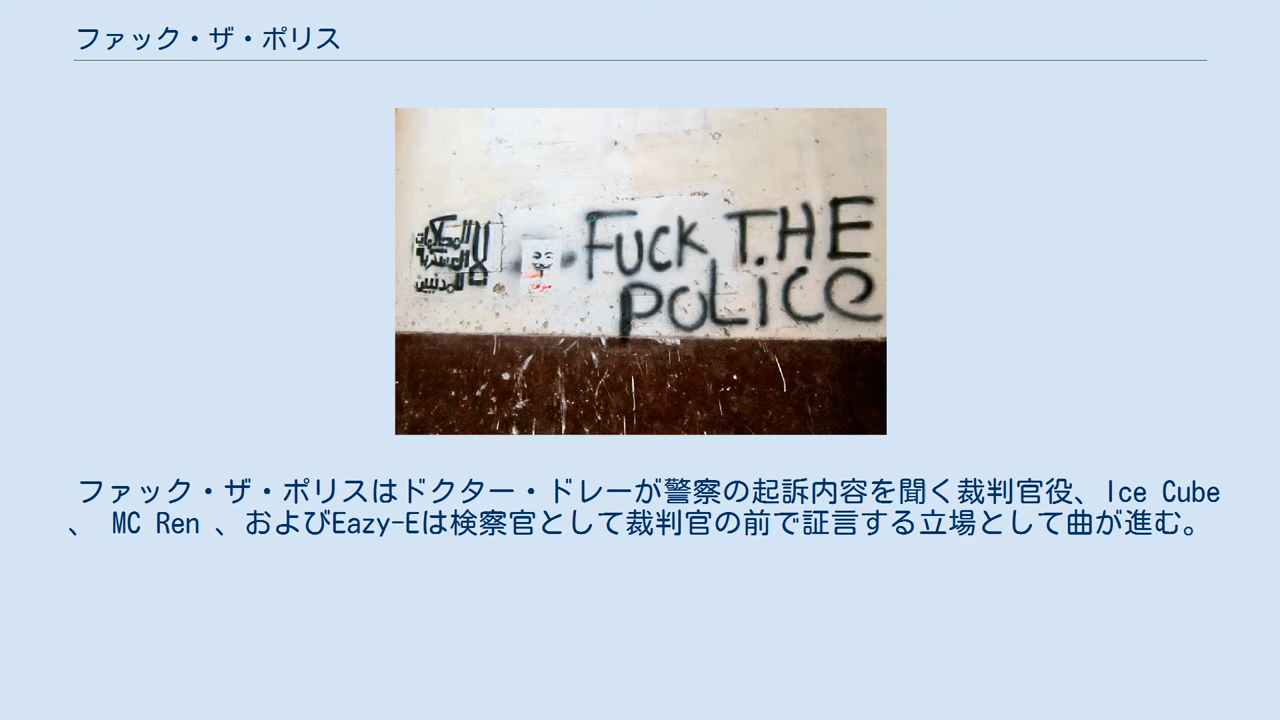 ファック・ザ・ポリス
لا
المحاكمات
العسكرية
للمدنيين
FUCK THE
POLICE
ファック・ザ・ポリスはドクター・ドレーが警察の起訴内容を聞く裁判官役、Ice Cube
、 MC Ren 、およびEazy-Eは検察官として裁判官の前で証言する立場として曲が進む。